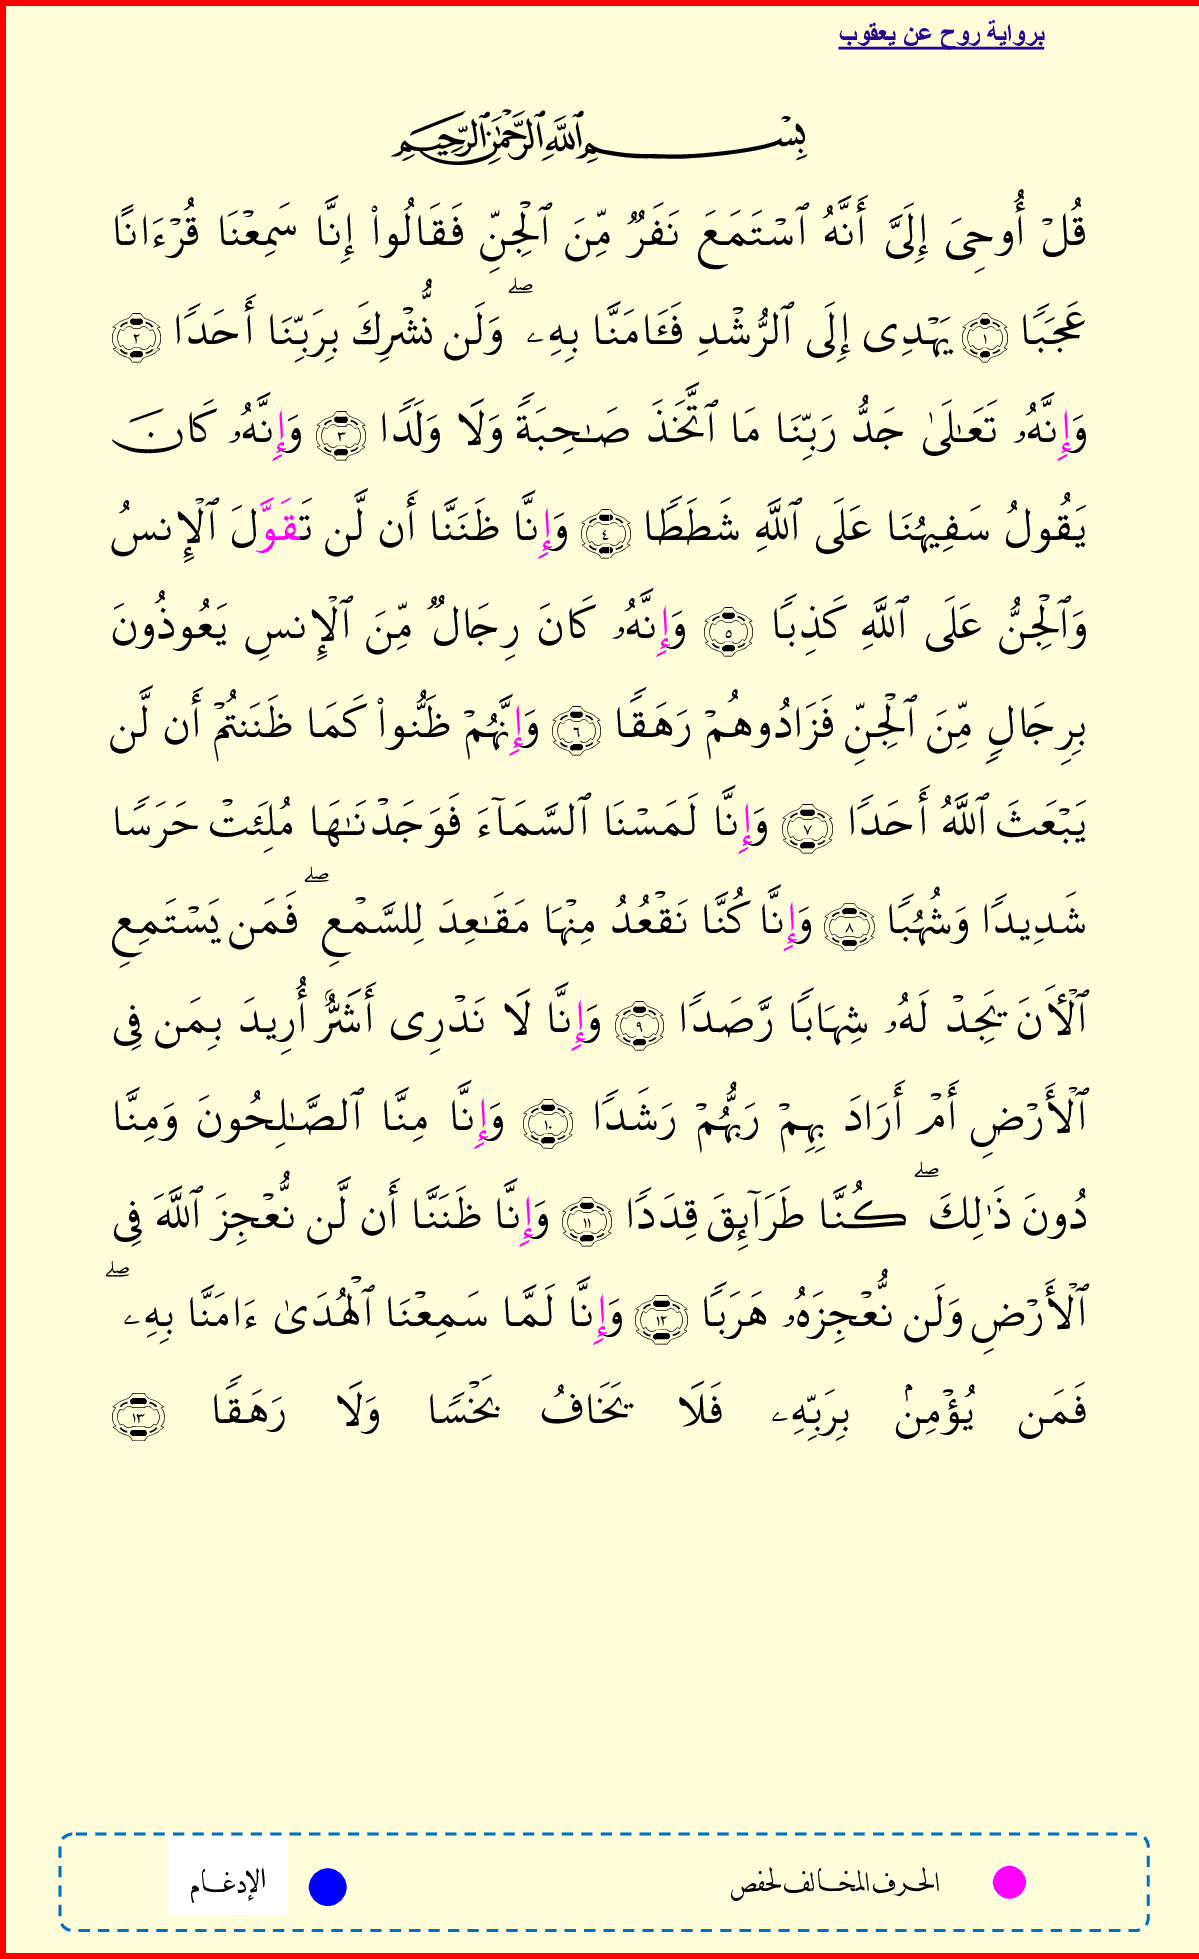 برواية روح عن يعقوب
بِسْمِ ٱللَّهِ ٱلرَّحْمَٰنِ ٱلرَّحِيمِ
قُلۡ أُوحِيَ إِلَيَّ أَنَّهُ ٱسۡتَمَعَ نَفَرٞ مِّنَ ٱلۡجِنِّ فَقَالُواْ إِنَّا سَمِعۡنَا قُرۡءَانًا
عَجَبٗا ١ يَهۡدِي إِلَى ٱلرُّشۡدِ فَـَٔامَنَّا بِهِۦۖ وَلَن نُّشۡرِكَ بِرَبِّنَا أَحَدٗا ٢
وَإِنَّهُۥ تَعَٰلَىٰ جَدُّ رَبِّنَا مَا ٱتَّخَذَ صَٰحِبَةٗ وَلَا وَلَدٗا ٣ وَإِنَّهُۥ كَانَ
يَقُولُ سَفِيهُنَا عَلَى ٱللَّهِ شَطَطٗا ٤ وَإِنَّا ظَنَنَّا أَن لَّن تَقَوَّلَ ٱلۡإِنسُ
وَٱلۡجِنُّ عَلَى ٱللَّهِ كَذِبٗا ٥ وَإِنَّهُۥ كَانَ رِجَالٞ مِّنَ ٱلۡإِنسِ يَعُوذُونَ
بِرِجَالٖ مِّنَ ٱلۡجِنِّ فَزَادُوهُمۡ رَهَقٗا ٦ وَإِنَّهُمۡ ظَنُّواْ كَمَا ظَنَنتُمۡ أَن لَّن
يَبۡعَثَ ٱللَّهُ أَحَدٗا ٧ وَإِنَّا لَمَسۡنَا ٱلسَّمَآءَ فَوَجَدۡنَٰهَا مُلِئَتۡ حَرَسٗا
شَدِيدٗا وَشُهُبٗا ٨ وَإِنَّا كُنَّا نَقۡعُدُ مِنۡهَا مَقَٰعِدَ لِلسَّمۡعِۖ فَمَن يَسۡتَمِعِ
ٱلۡأٓنَ يَجِدۡ لَهُۥ شِهَابٗا رَّصَدٗا ٩ وَإِنَّا لَا نَدۡرِي أَشَرٌّ أُرِيدَ بِمَن فِي
ٱلۡأَرۡضِ أَمۡ أَرَادَ بِهِمۡ رَبُّهُمۡ رَشَدٗا ١٠ وَإِنَّا مِنَّا ٱلصَّٰلِحُونَ وَمِنَّا
دُونَ ذَٰلِكَۖ كُنَّا طَرَآئِقَ قِدَدٗا ١١ وَإِنَّا ظَنَنَّا أَن لَّن نُّعۡجِزَ ٱللَّهَ فِي
ٱلۡأَرۡضِ وَلَن نُّعۡجِزَهُۥ هَرَبٗا ١٢ وَإِنَّا لَمَّا سَمِعۡنَا ٱلۡهُدَىٰٓ ءَامَنَّا بِهِۦۖ
فَمَن يُؤۡمِنۢ بِرَبِّهِۦ فَلَا يَخَافُ بَخۡسٗا وَلَا رَهَقٗا ١٣
الحرف المخالف لحفص
الإدغام